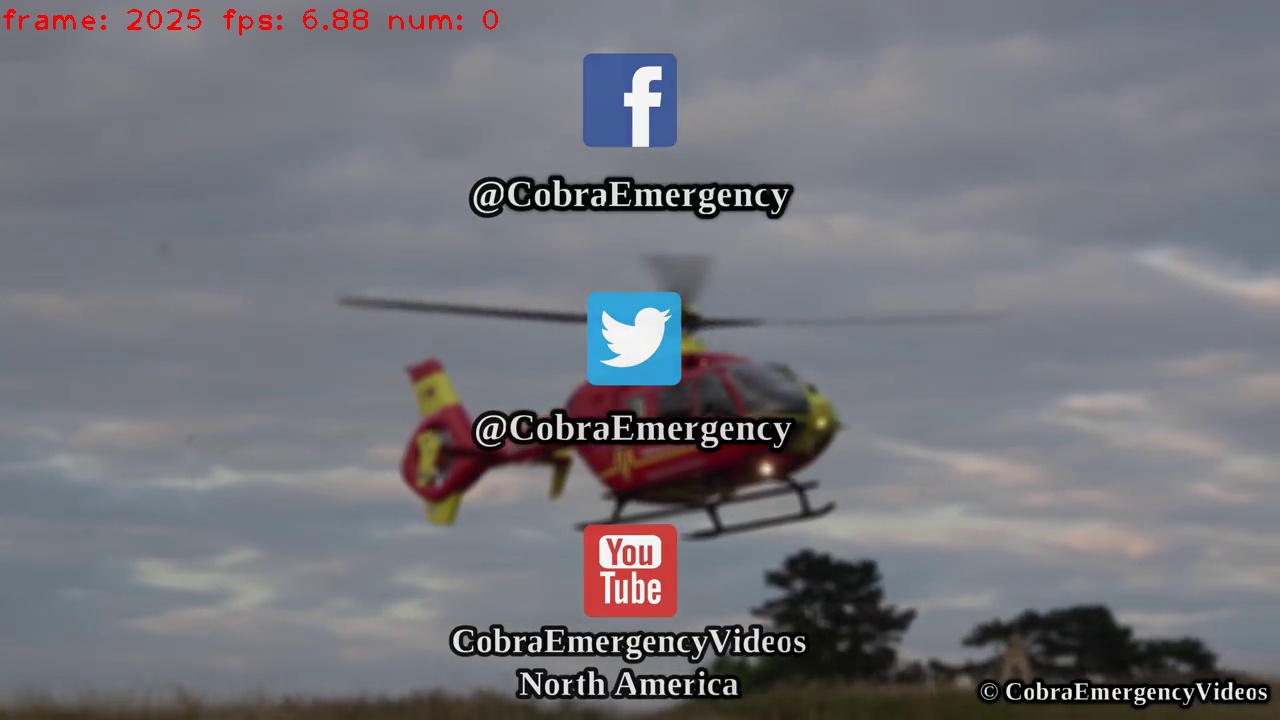 frame: 2025 fps: 6.88 num: 0
f
@CobraEmergency
@CobraEmergency
You
Tube
CobraEmergencyVideos
North America
© CobraEmergencyVideos